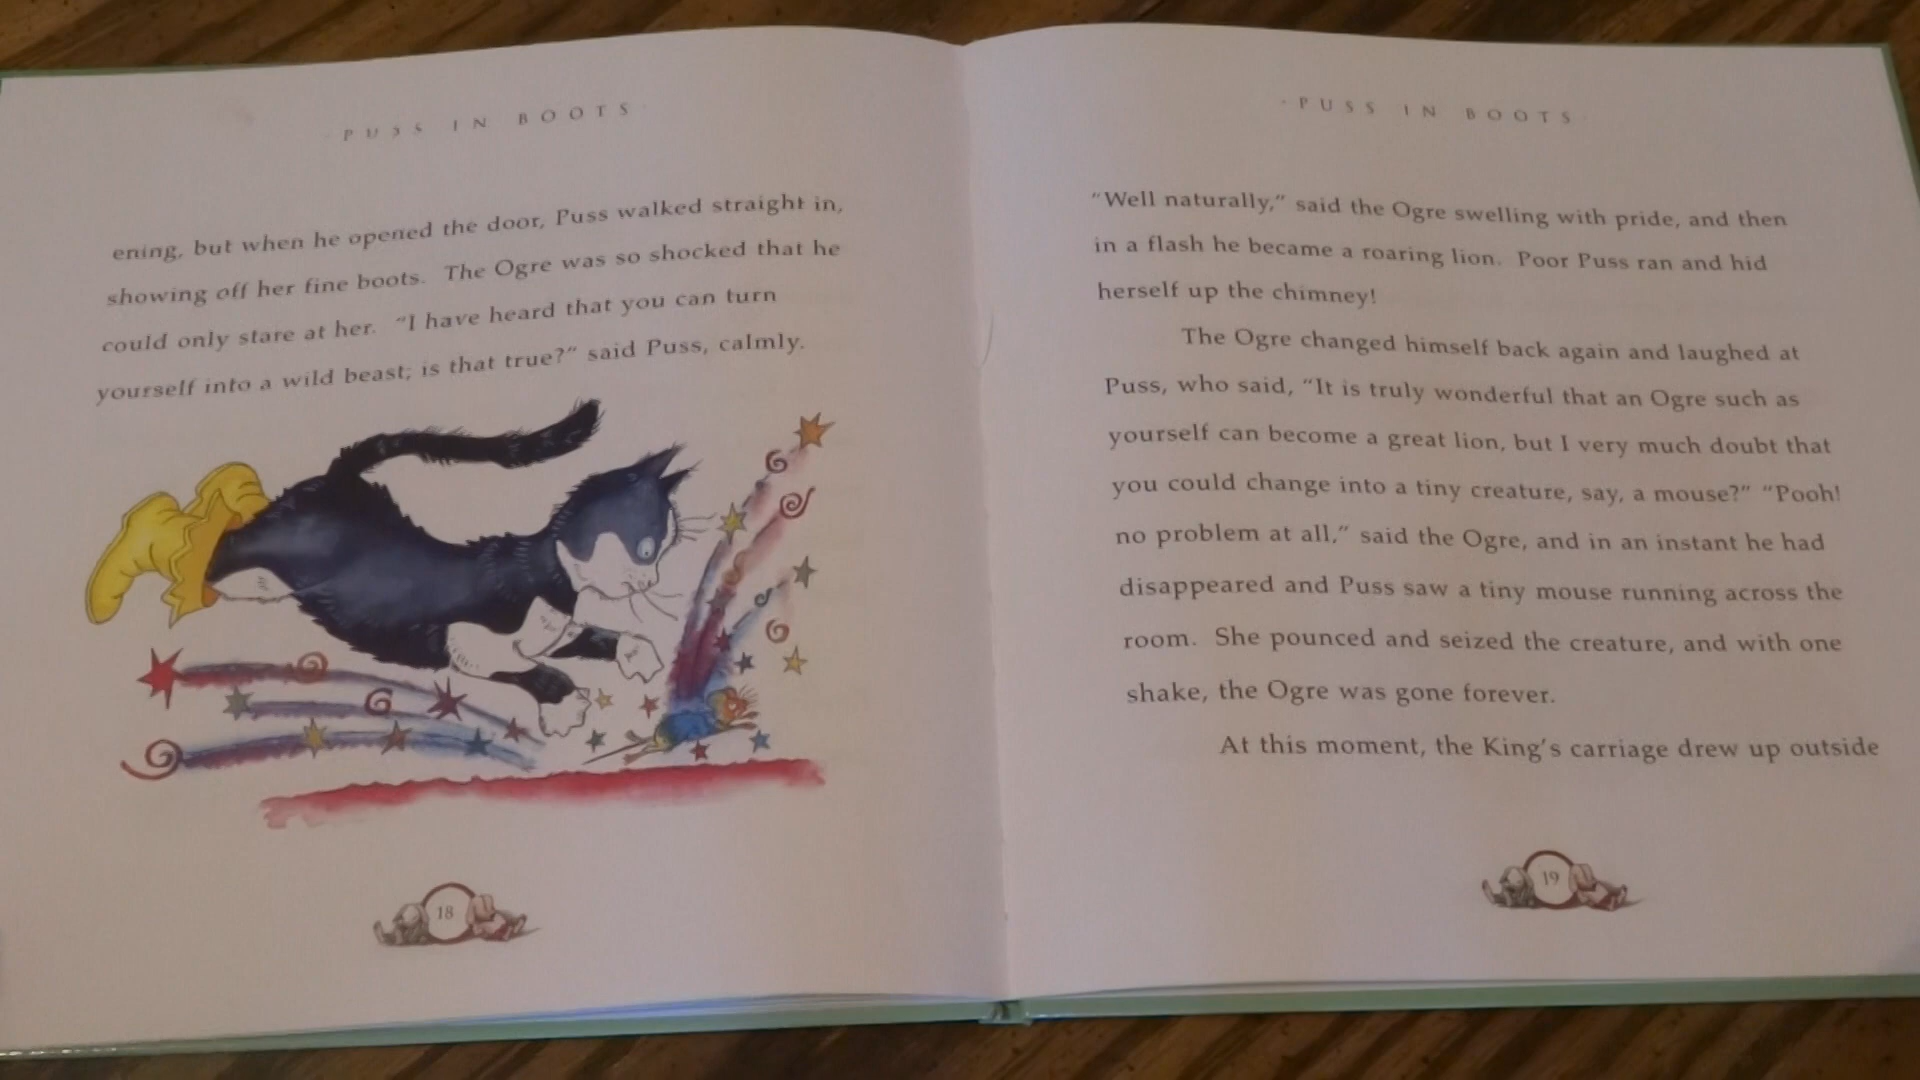 PUSS IN BOOTS
ening, but when he opened the door, Puss walked straight in,
showing off her fine boots. The Ogre was so shocked that he
could only stare at her. “I have heard that you can turn
yourself into a wild beast; is that true?” said Puss, calmly.
18
·PUSS IN BOOTS·
“Well naturally,” said the Ogre swelling with pride, and then
in a flash he became a roaring lion. Poor Puss ran and hid
herself up the chimney!
The Ogre changed himself back again and laughed at
Puss, who said, “It is truly wonderful that an Ogre such as
yourself can become a great lion, but I very much doubt that
you could change into a tiny creature, say, a mouse?” “Pooh!
no problem at all,” said the Ogre, and in an instant he had
disappeared and Puss saw a tiny mouse running across the
room. She pounced and seized the creature, and with one
shake, the Ogre was gone forever.
At this moment, the King’s carriage drew up outside
19